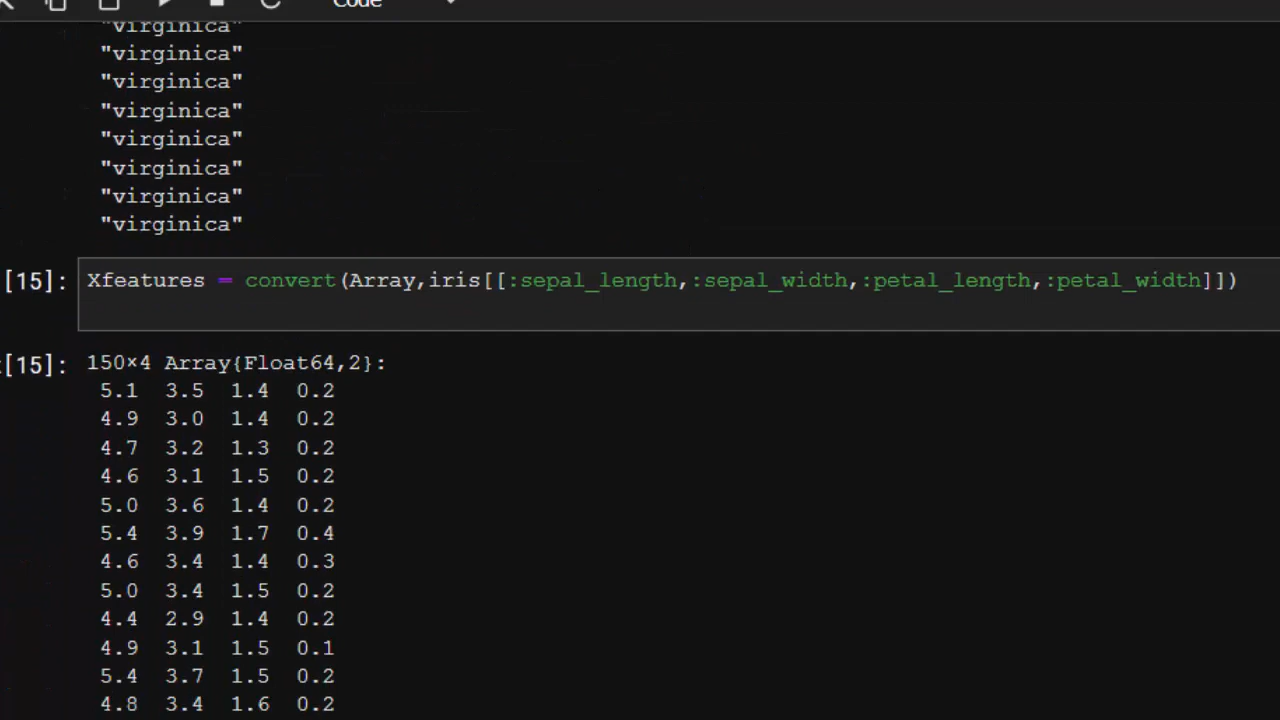 Code
"virginica"
"virginica"
"virginica"
"virginica"
"virginica"
"virginica"
"virginica"
"virginica"
[15]: Xfeatures = convert(Array,iris[[:sepal_length,:sepal_width,:petal_length,:petal_width]])
[15]: 150×4 Array{Float64,2}:
5.1 3.5 1.4 0.2
4.9 3.0 1.4 0.2
4.7 3.2 1.3 0.2
4.6 3.1 1.5 0.2
5.0 3.6 1.4 0.2
5.4 3.9 1.7 0.4
4.6 3.4 1.4 0.3
5.0 3.4 1.5 0.2
4.4 2.9 1.4 0.2
4.9 3.1 1.5 0.1
5.4 3.7 1.5 0.2
4.8 3.4 1.6 0.2